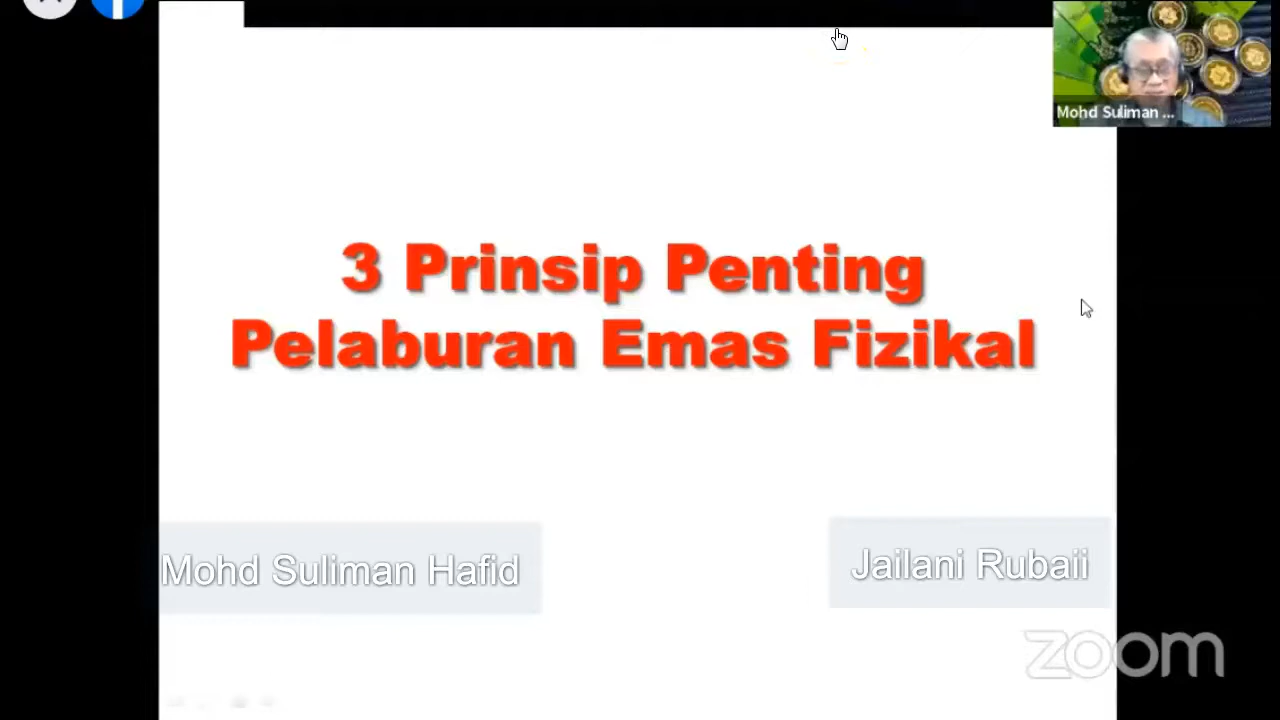 Mohd Suliman ...
3 Prinsip Penting
Pelaburan Emas Fizikal
Mohd Suliman Hafid
Jailani Rubaii
zoom